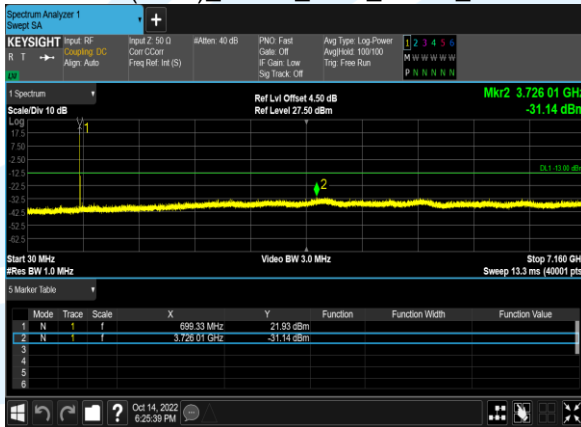 Spectrum Analyzer 1
Swept SA
+
KEYSIGHT Input: RF Input Z: 50 Ω #Atten: 40 dB PNO: Fast Avg Type: Log-Power 1 2 3 4 5 6
R T Coupling: DC Corr CCorr Gate: Off Avg|Hold: 100/100 M W W W W W
Align: Auto Freq Ref: Int (S) IF Gain: Low Trig: Free Run
Sig Track: Off P N N N N N
1 Spectrum Ref Lvl Offset 4.50 dB Mkr2 3.726 01 GHz
Scale/Div 10 dB Ref Level 27.50 dBm -31.14 dBm
Log
17.5 1
7.50
-2.50
-12.5 DL1 -13.00 dBm
-22.5 2
-32.5
-42.5
-52.5
-62.5
Start 30 MHz Video BW 3.0 MHz Stop 7.160 GH
#Res BW 1.0 MHz Sweep 13.3 ms (40001 pts
5 Marker Table
Mode Trace Scale X Y Function Function Width Function Value
1 N 1 f 699.33 MHz 21.93 dBm
2 N 1 f 3.726 01 GHz -31.14 dBm
3
4
5
6
? Oct 14, 2022
6:25:39 PM